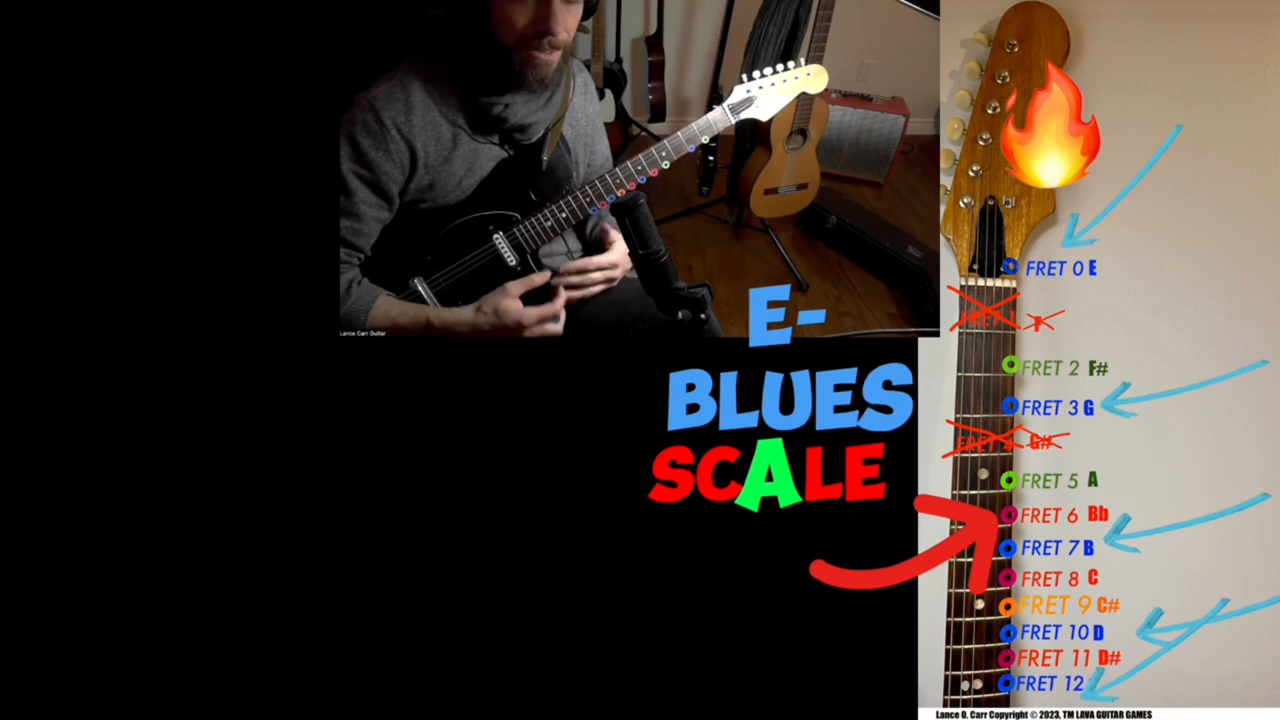 Lance Carr Guitar
E-
BLUES
SCALE
FRET 0 E
F
FRET 2 F#
FRET 3 G
G#
FRET 5 A
FRET 6 Bb
FRET 7 B
FRET 8 C
FRET 9 C#
FRET 10 D
FRET 11 D#
FRET 12
Lance O. Carr Copyright © 2023, TM LAVA GUITAR GAMES